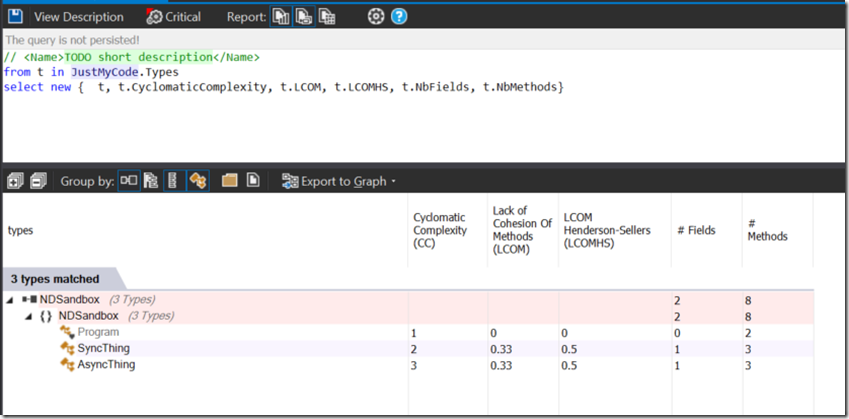 View Description Critical Report:
The query is not persisted!
// <Name>TODO short description</Name>
from t in JustMyCode.Types
select new {  t, t.CyclomaticComplexity, t.LCOM, t.LCOMHS, t.NbFields, t.NbMethods}
Group by: Export to Graph
types Cyclomatic Complexity (CC) Lack of Cohesion Of Methods (LCOM) LCOM Henderson-Sellers (LCOMHS) # Fields # Methods
3 types matched
NDSandbox (3 Types) 2 8
{ } NDSandbox (3 Types) 2 8
Program 1 0 0 0 2
SyncThing 2 0.33 0.5 1 3
AsyncThing 3 0.33 0.5 1 3